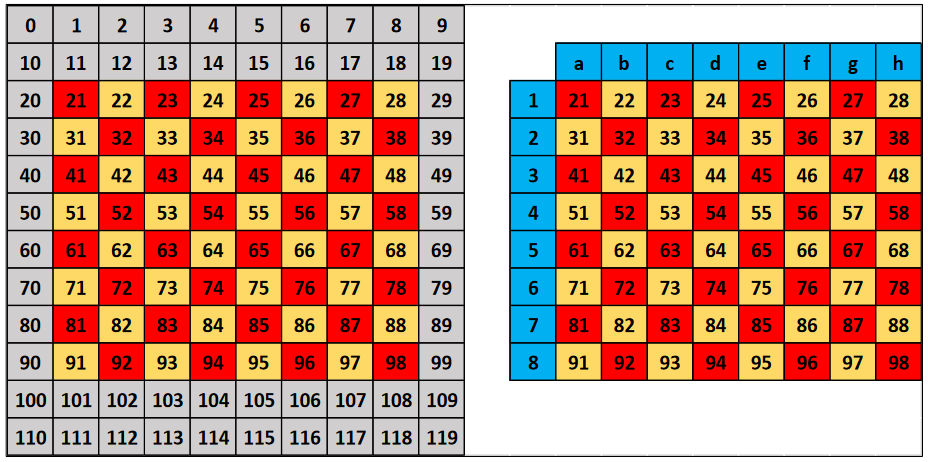 0 1 2 3 4 5 6 7 8 9
10 11 12 13 14 15 16 17 18 19
20 21 22 23 24 25 26 27 28 29
30 31 32 33 34 35 36 37 38 39
40 41 42 43 44 45 46 47 48 49
50 51 52 53 54 55 56 57 58 59
60 61 62 63 64 65 66 67 68 69
70 71 72 73 74 75 76 77 78 79
80 81 82 83 84 85 86 87 88 89
90 91 92 93 94 95 96 97 98 99
100 101 102 103 104 105 106 107 108 109
110 111 112 113 114 115 116 117 118 119
a b c d e f g h
1 21 22 23 24 25 26 27 28
2 31 32 33 34 35 36 37 38
3 41 42 43 44 45 46 47 48
4 51 52 53 54 55 56 57 58
5 61 62 63 64 65 66 67 68
6 71 72 73 74 75 76 77 78
7 81 82 83 84 85 86 87 88
8 91 92 93 94 95 96 97 98